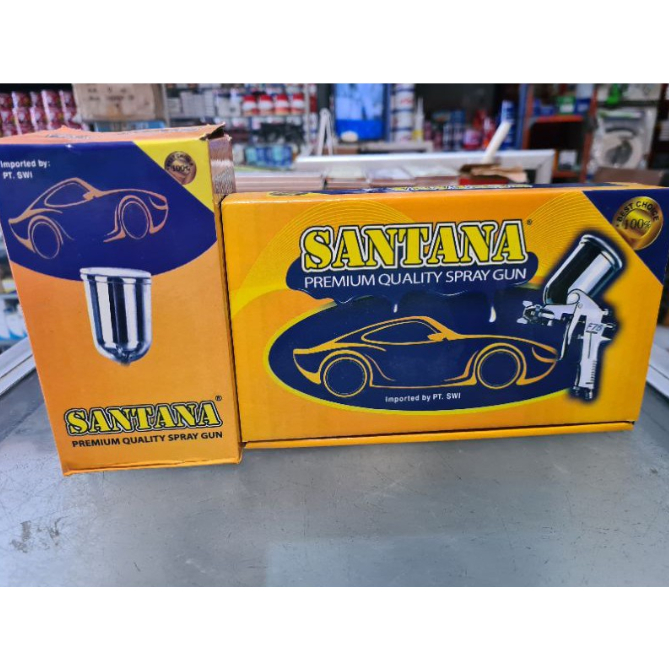 Imported by:
PT. SWI
100%
SANTANA®
PREMIUM QUALITY SPRAY GUN
BEST CHOICE
100%
SANTANA®
PREMIUM QUALITY SPRAY GUN
Imported by PT. SWI